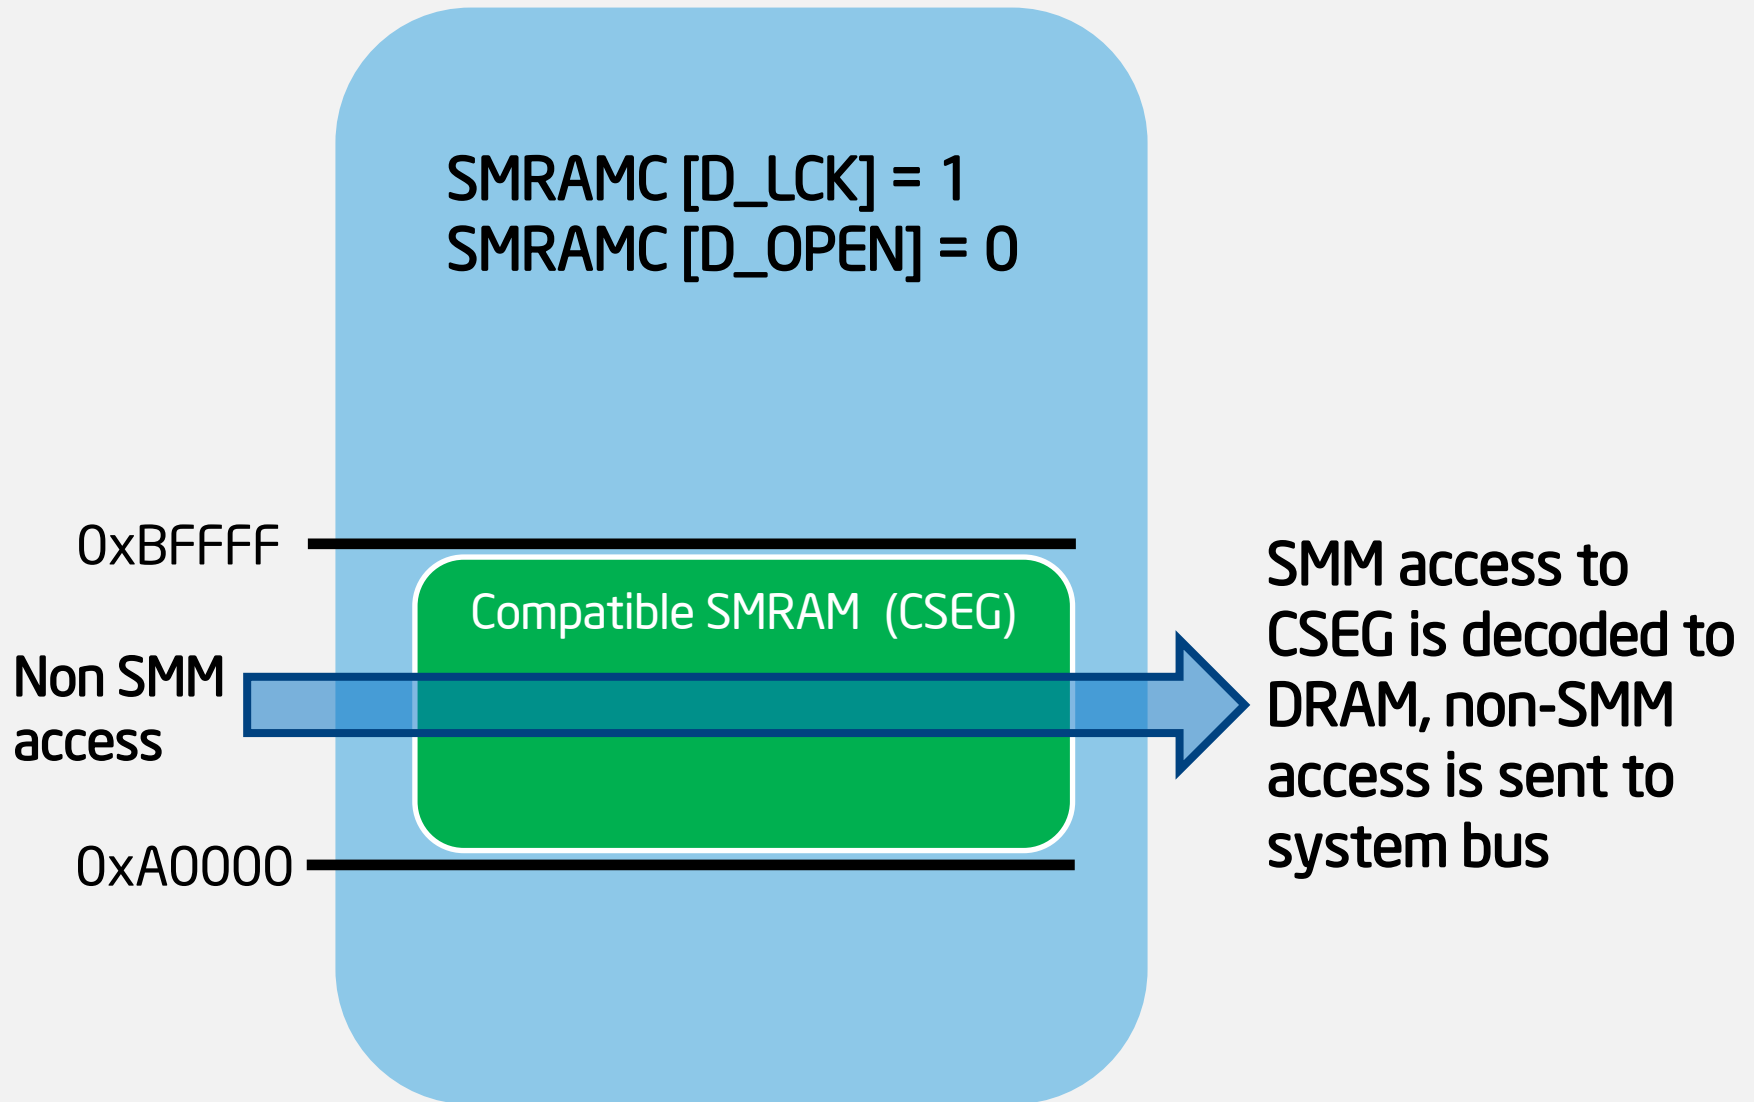 SMRAMC [D_LCK] = 1
SMRAMC [D_OPEN] = 0
0xBFFFF
Compatible SMRAM (CSEG)
Non SMM
access
0xA0000
SMM access to
CSEG is decoded to
DRAM, non-SMM
access is sent to
system bus